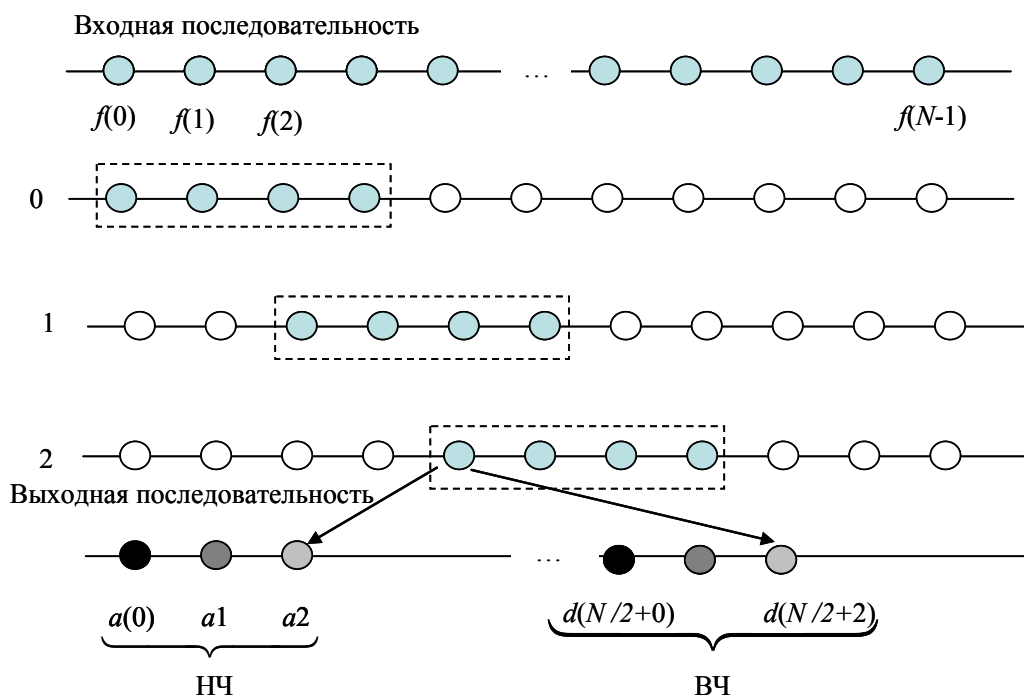 Входная последовательность
...
f(0) f(1) f(2) f(N-1)
0
1
2
Выходная последовательность
...
a(0) a1 a2 d(N/2+0) d(N/2+2)
НЧ ВЧ